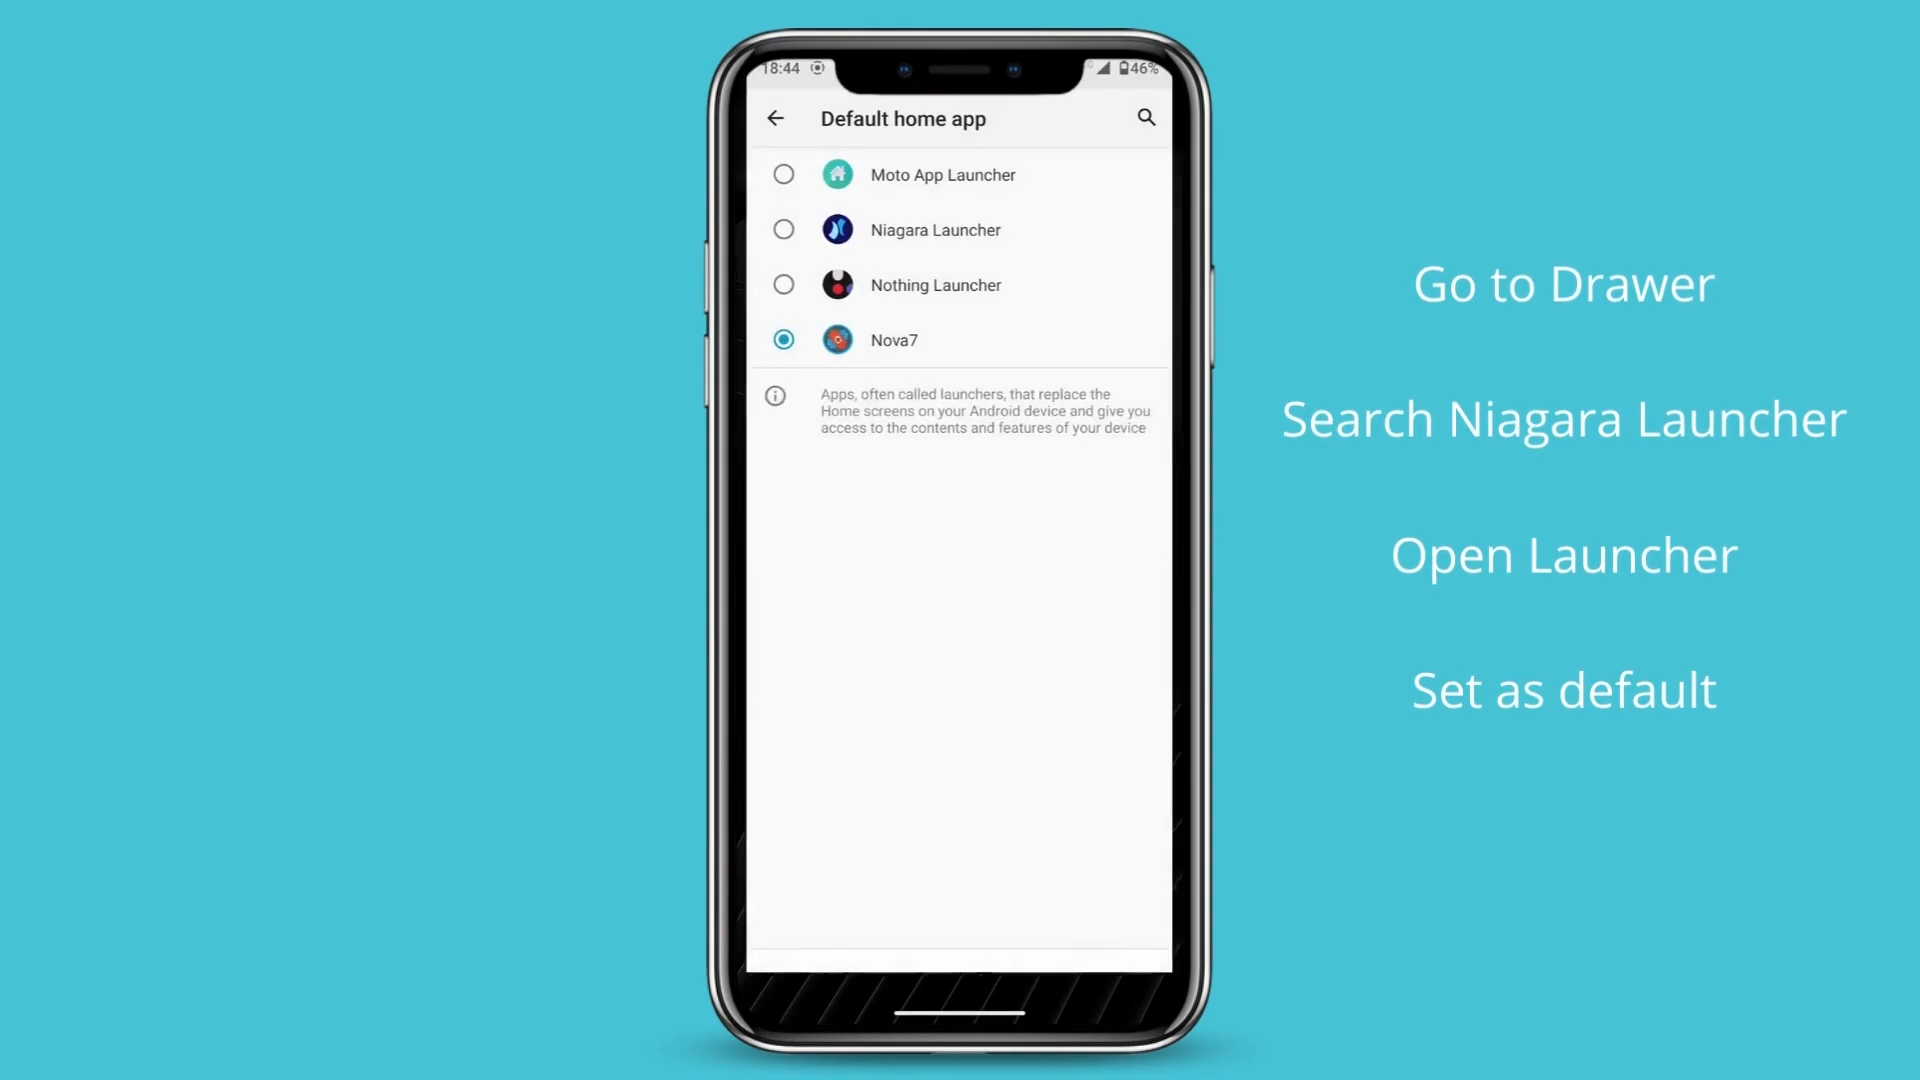 18:44
46%
Default home app
Moto App Launcher
Niagara Launcher
Nothing Launcher
Nova7
Apps, often called launchers, that replace the
Home screens on your Android device and give you
access to the contents and features of your device
Go to Drawer
Search Niagara Launcher
Open Launcher
Set as default